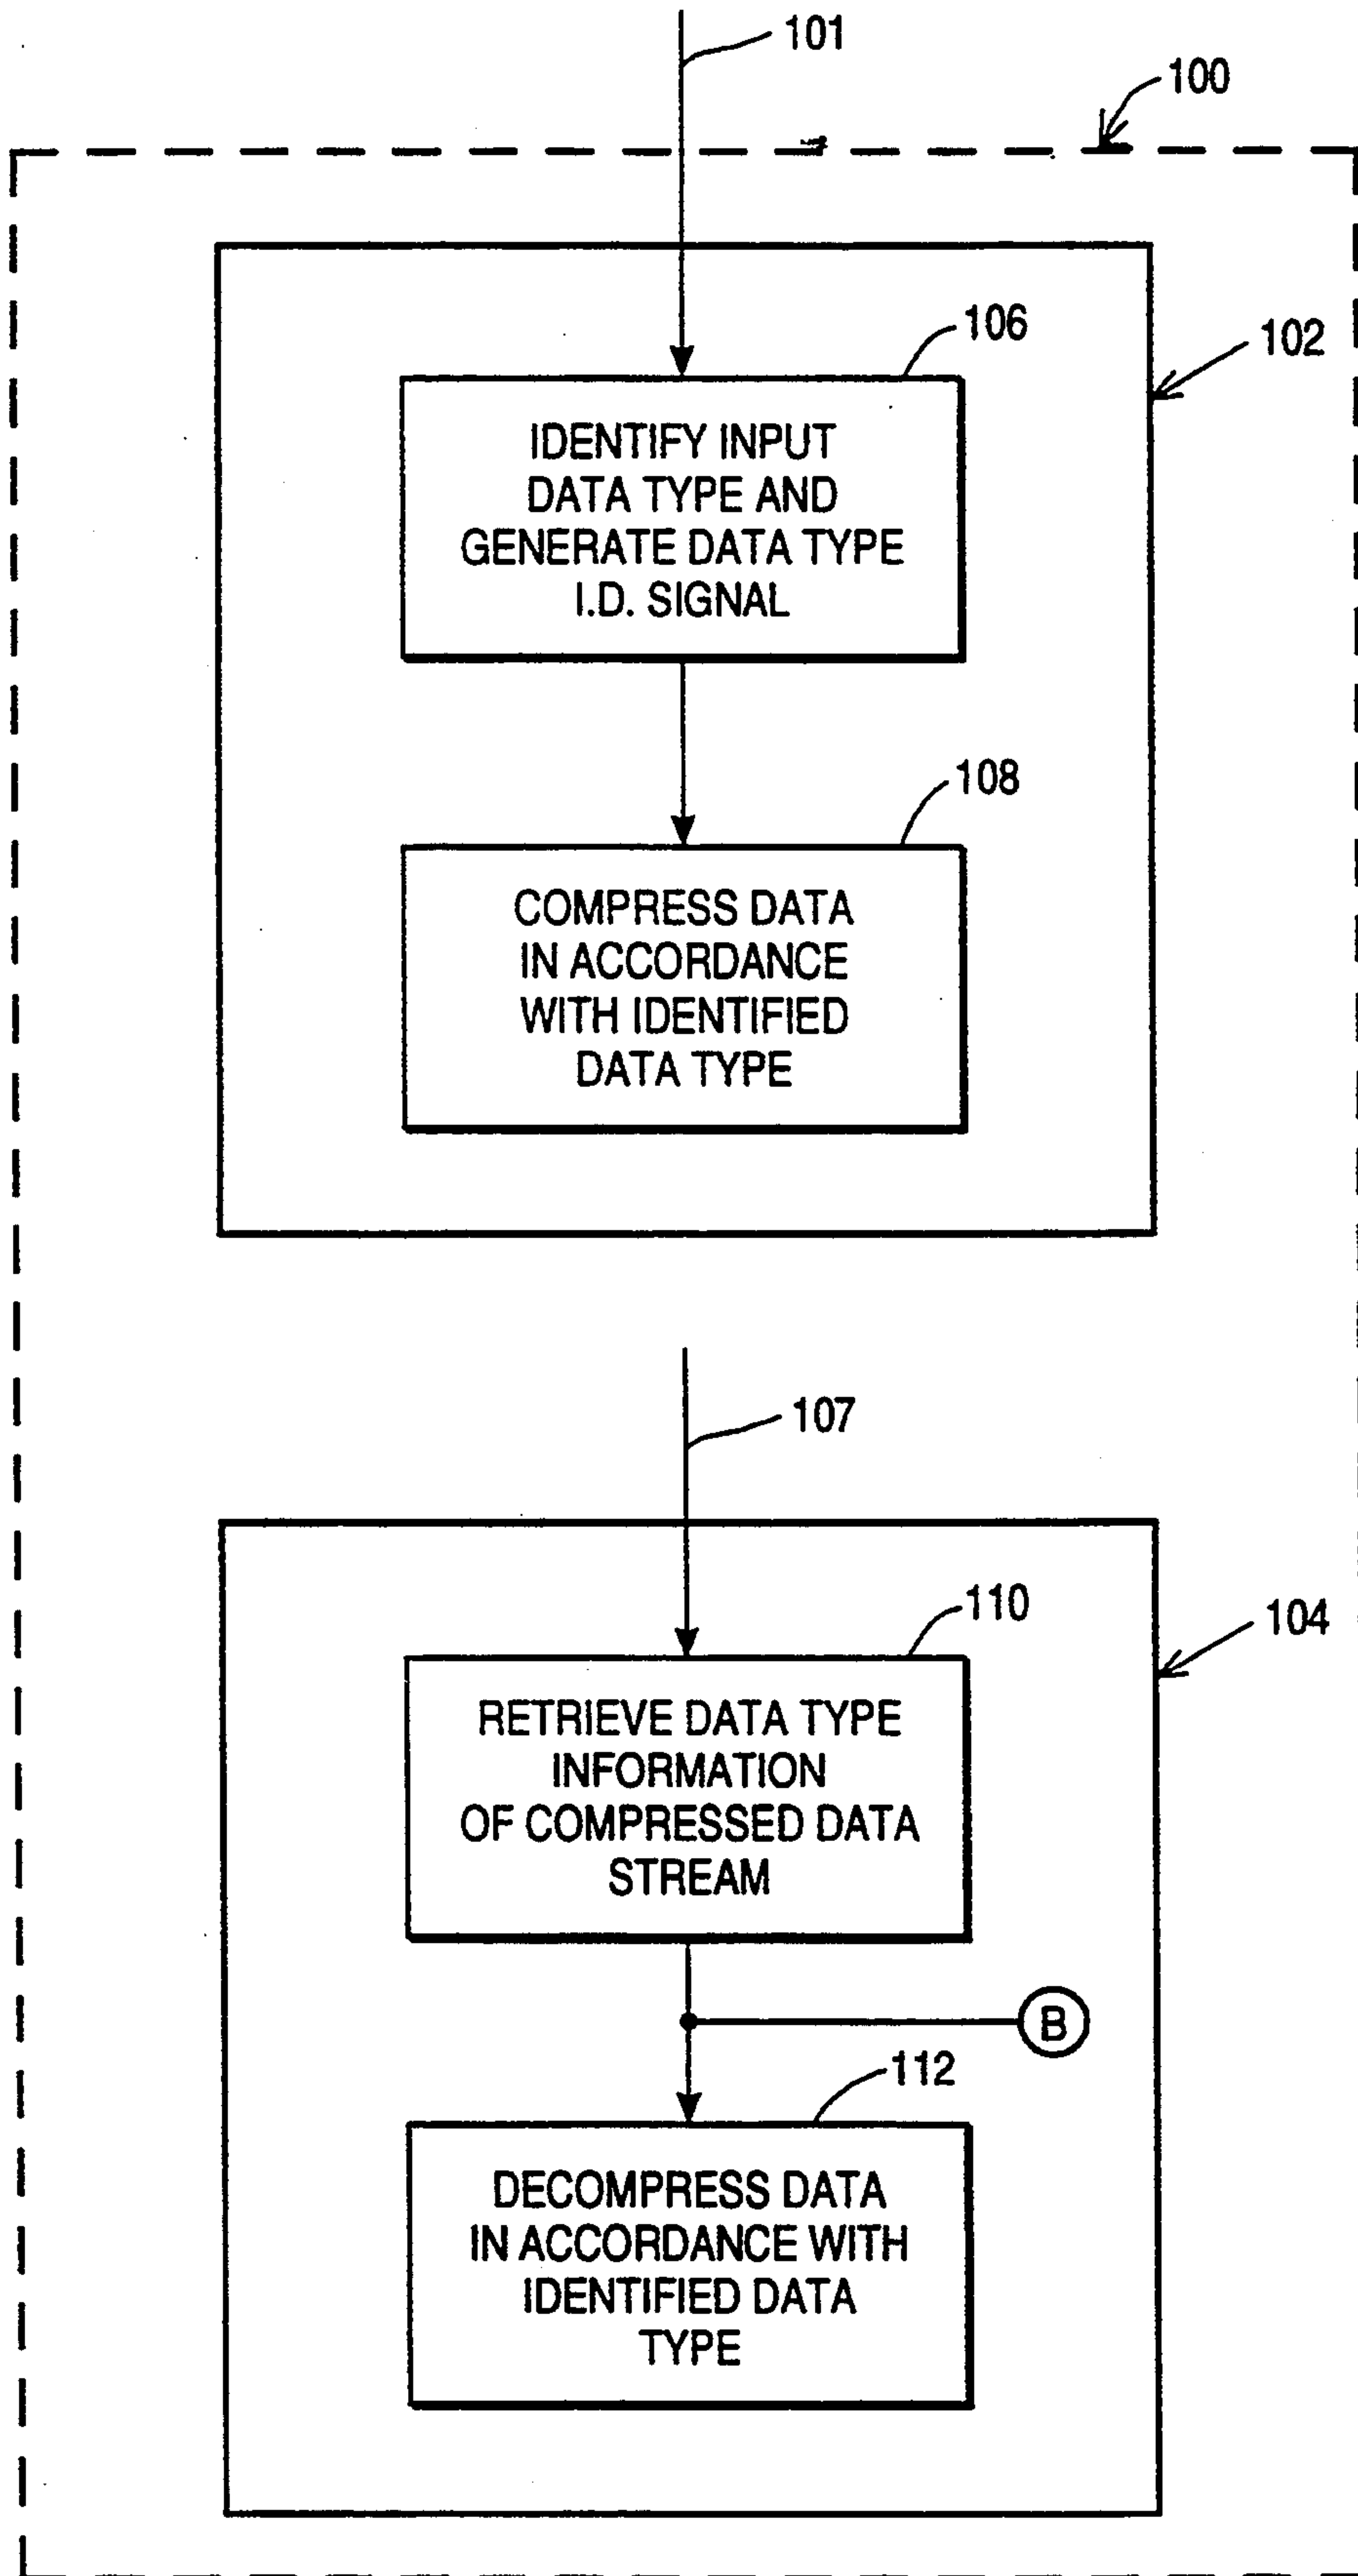 101
100
106
102
IDENTIFY INPUT
DATA TYPE AND
GENERATE DATA TYPE
I.D. SIGNAL
108
COMPRESS DATA
IN ACCORDANCE
WITH IDENTIFIED
DATA TYPE
107
110
104
RETRIEVE DATA TYPE
INFORMATION
OF COMPRESSED DATA
STREAM
B
112
DECOMPRESS DATA
IN ACCORDANCE WITH
IDENTIFIED DATA
TYPE